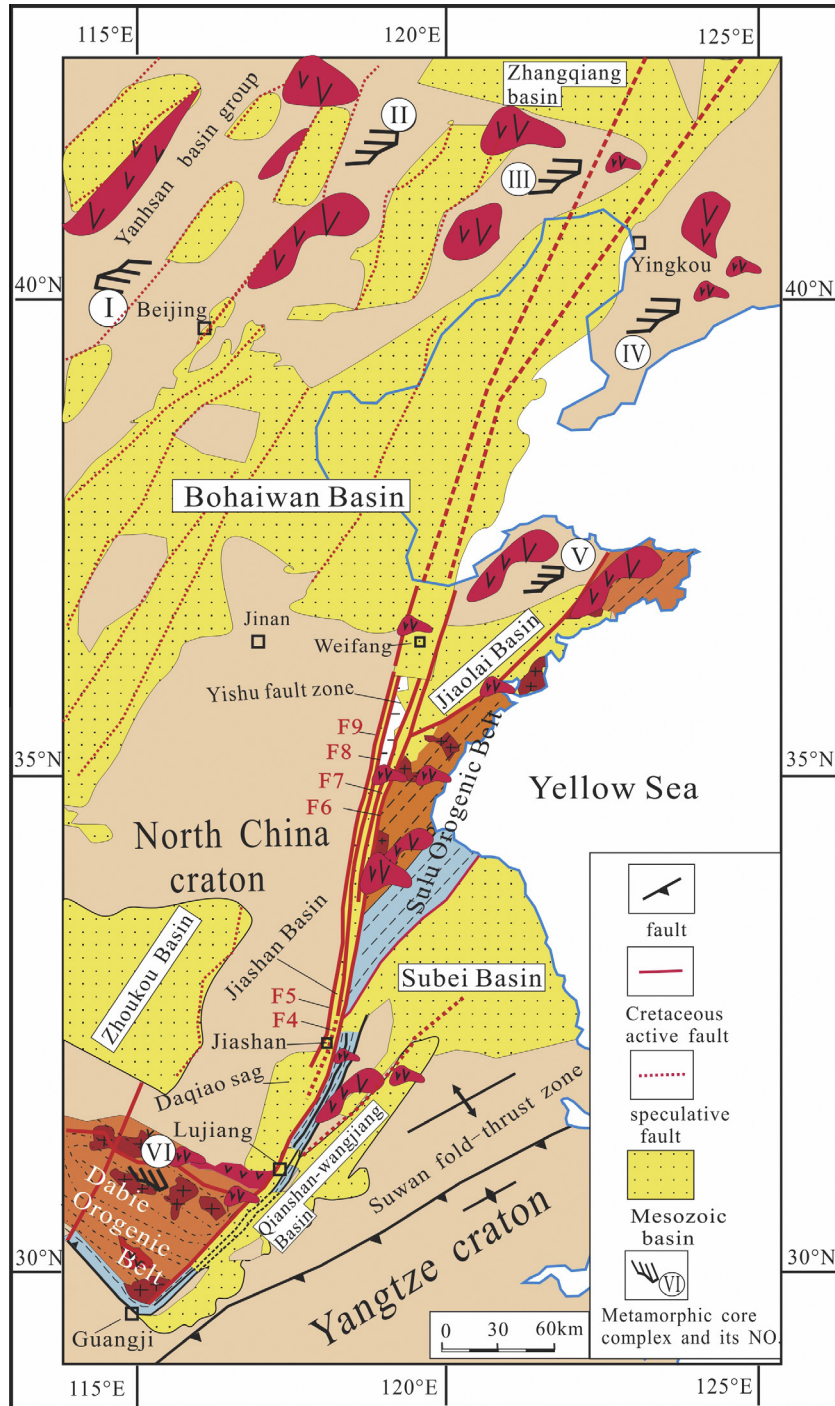 115°E
120°E
125°E
Zhangqiang
basin
II
III
Yanhsan basin group
Yingkou
40°N
40°N
I
Beijing
IV
Bohaiwan Basin
V
Jinan
Weifang
Jiaolai Basin
Yishu fault zone
F9
F8
F7
F6
35°N
35°N
Sulu Orogenic Belt
Yellow Sea
North China
craton
Zhoukou Basin
Jiashan Basin
Subei Basin
F5
F4
Jiashan
Daqiao sag
Lujiang
Qianshan-wangjiang
Basin
Suwan fold-thrust zone
VI
Dabie
Orogenic
Belt
Yangtze craton
30°N
30°N
Guangji
0 30 60km
fault
Cretaceous
active fault
speculative
fault
Mesozoic
basin
VI
Metamorphic core
complex and its NO.
115°E
120°E
125°E